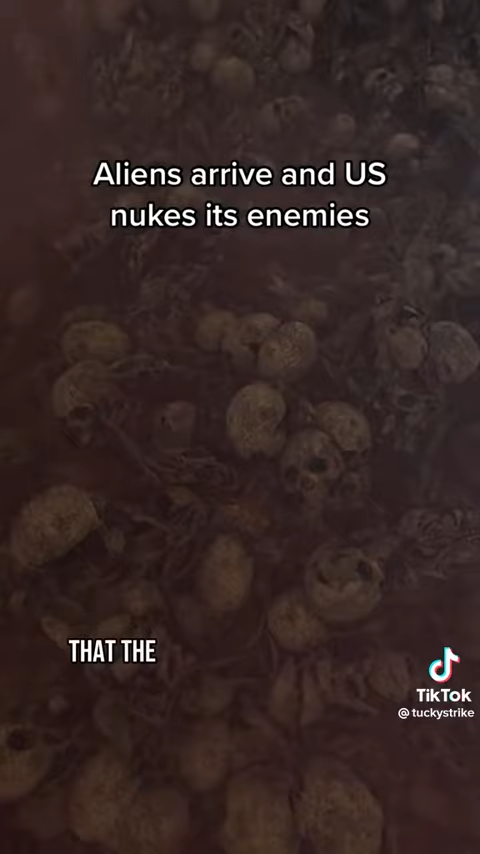 Aliens arrive and US
nukes its enemies
THAT THE
TikTok
@tuckystrike